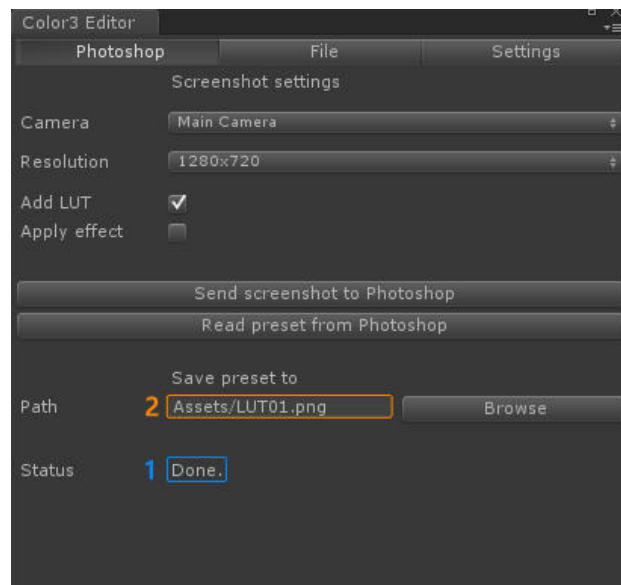 Color3 Editor
Photoshop File Settings
Screenshot settings
Camera Main Camera
Resolution 1280x720
Add LUT
Apply effect
Send screenshot to Photoshop
Read preset from Photoshop
Save preset to
Path 2 Assets/LUT01.png Browse
Status 1 Done.